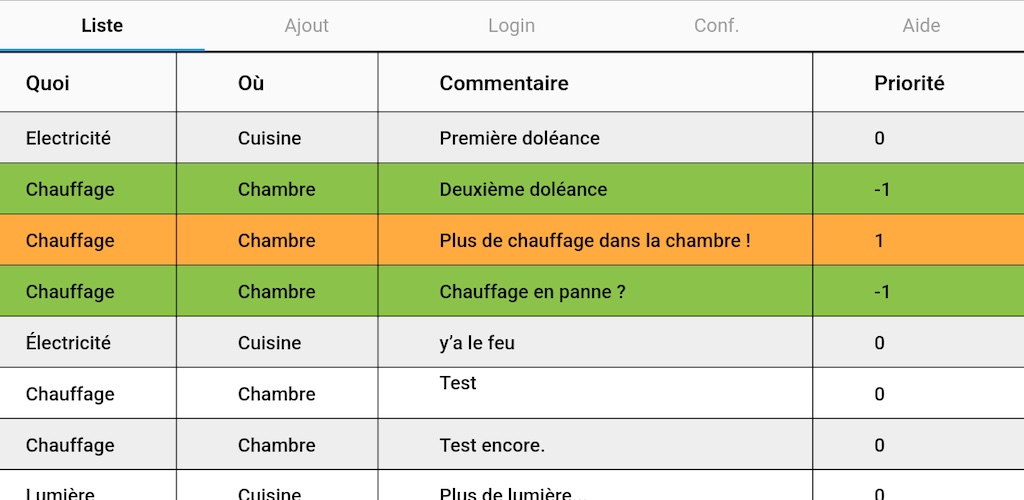 Liste Ajout Login Conf. Aide
Quoi Où Commentaire Priorité
Electricité Cuisine Première doléance 0
Chauffage Chambre Deuxième doléance -1
Chauffage Chambre Plus de chauffage dans la chambre ! 1
Chauffage Chambre Chauffage en panne ? -1
Électricité Cuisine y’a le feu 0
Chauffage Chambre Test 0
Chauffage Chambre Test encore. 0
Lumière Cuisine Plus de lumière... 0